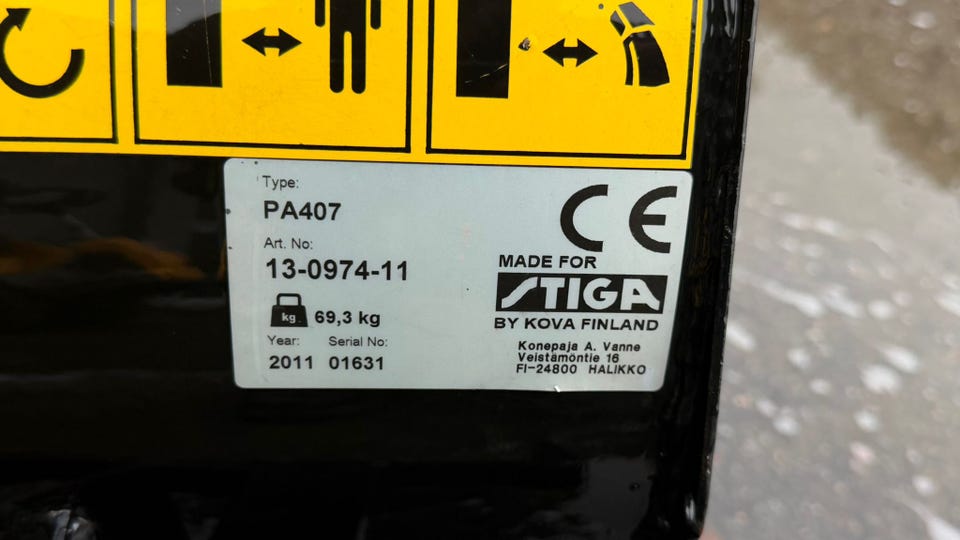 Type:
PA407
Art. No:
13-0974-11
kg 69,3 kg
Year: Serial No:
2011 01631
CE
MADE FOR
STIGA
BY KOVA FINLAND
Konepaja A. Vanne
Veistämöntie 16
FI-24800 HALIKKO